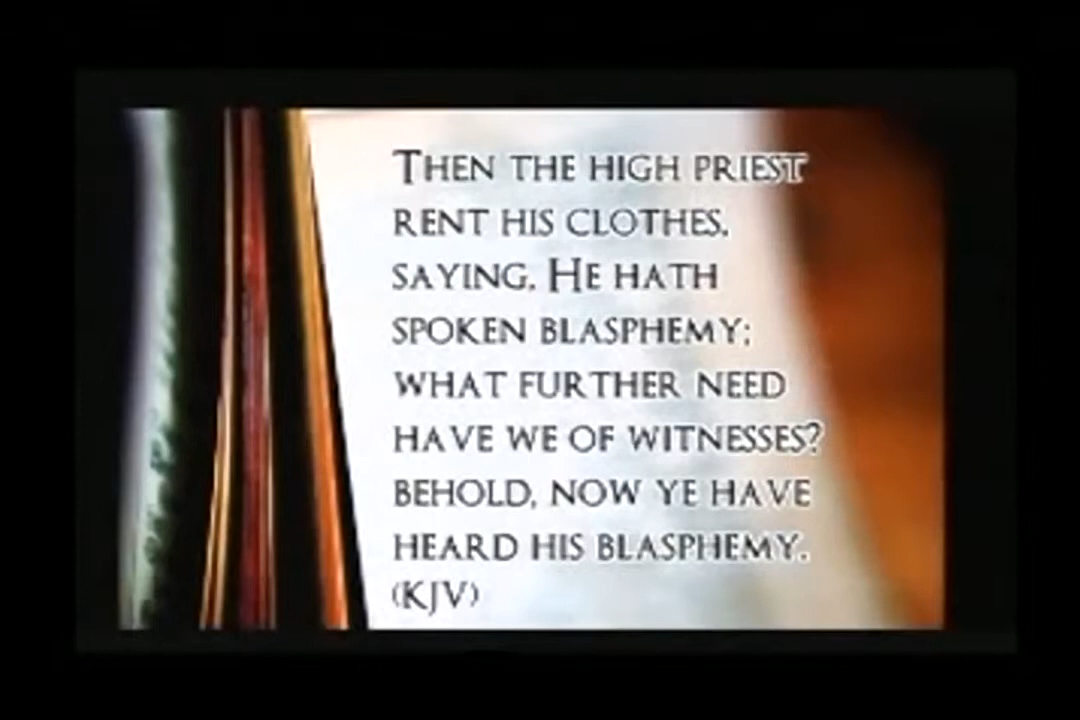 THEN THE HIGH PRIEST
RENT HIS CLOTHES,
SAYING, HE HATH
SPOKEN BLASPHEMY;
WHAT FURTHER NEED
HAVE WE OF WITNESSES?
BEHOLD, NOW YE HAVE
HEARD HIS BLASPHEMY.
(KJV)